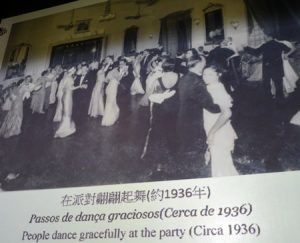 在派對翩翩起舞(約1936年)
Passos de dança graciosos(Cerca de 1936)
People dance gracefully at the party (Circa 1936)